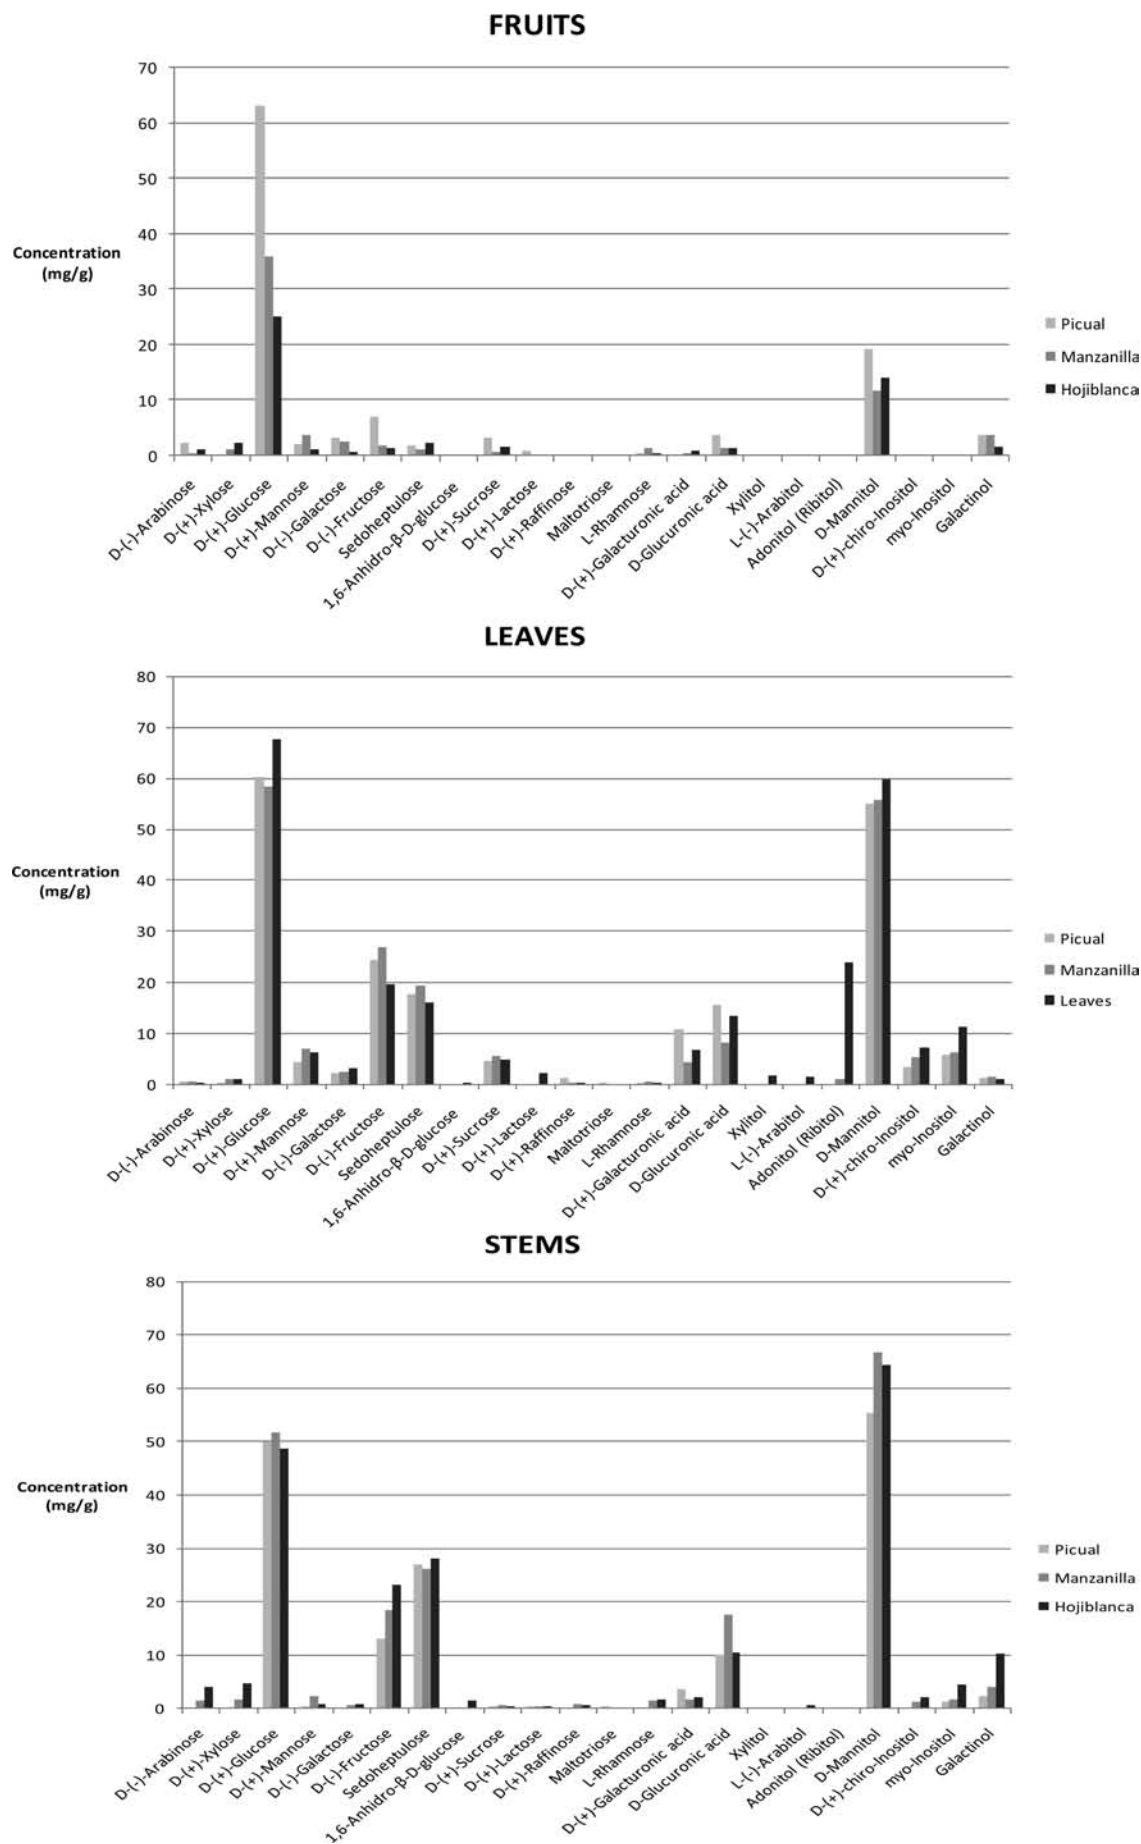 FRUITS
70
60
50
40
30
20
10
0
Concentration
(mg/g)
Picual
Manzanilla
Hojiblanca
D-(-)-Arabinose
D-(+)-Xylose
D-(+)-Glucose
D-(+)-Mannose
D-(-)-Galactose
D-(-)-Fructose
Sedoheptulose
1,6-Anhidro-β-D-glucose
D-(+)-Sucrose
D-(+)-Lactose
D-(+)-Raffinose
Maltotriose
L-Rhamnose
D-(+)-Galacturonic acid
D-Glucuronic acid
Xylitol
L-(-)-Arabitol
Adonitol (Ribitol)
D-Mannitol
D-(+)-chiro-Inositol
myo-Inositol
Galactinol
LEAVES
80
70
60
50
40
30
20
10
0
Concentration
(mg/g)
Picual
Manzanilla
Leaves
D-(-)-Arabinose
D-(+)-Xylose
D-(+)-Glucose
D-(+)-Mannose
D-(-)-Galactose
D-(-)-Fructose
Sedoheptulose
1,6-Anhidro-β-D-glucose
D-(+)-Sucrose
D-(+)-Lactose
D-(+)-Raffinose
Maltotriose
L-Rhamnose
D-(+)-Galacturonic acid
D-Glucuronic acid
Xylitol
L-(-)-Arabitol
Adonitol (Ribitol)
D-Mannitol
D-(+)-chiro-Inositol
myo-Inositol
Galactinol
STEMS
80
70
60
50
40
30
20
10
0
Concentration
(mg/g)
Picual
Manzanilla
Hojiblanca
D-(-)-Arabinose
D-(+)-Xylose
D-(+)-Glucose
D-(+)-Mannose
D-(-)-Galactose
D-(-)-Fructose
Sedoheptulose
1,6-Anhidro-β-D-glucose
D-(+)-Sucrose
D-(+)-Lactose
D-(+)-Raffinose
Maltotriose
L-Rhamnose
D-(+)-Galacturonic acid
D-Glucuronic acid
Xylitol
L-(-)-Arabitol
Adonitol (Ribitol)
D-Mannitol
D-(+)-chiro-Inositol
myo-Inositol
Galactinol